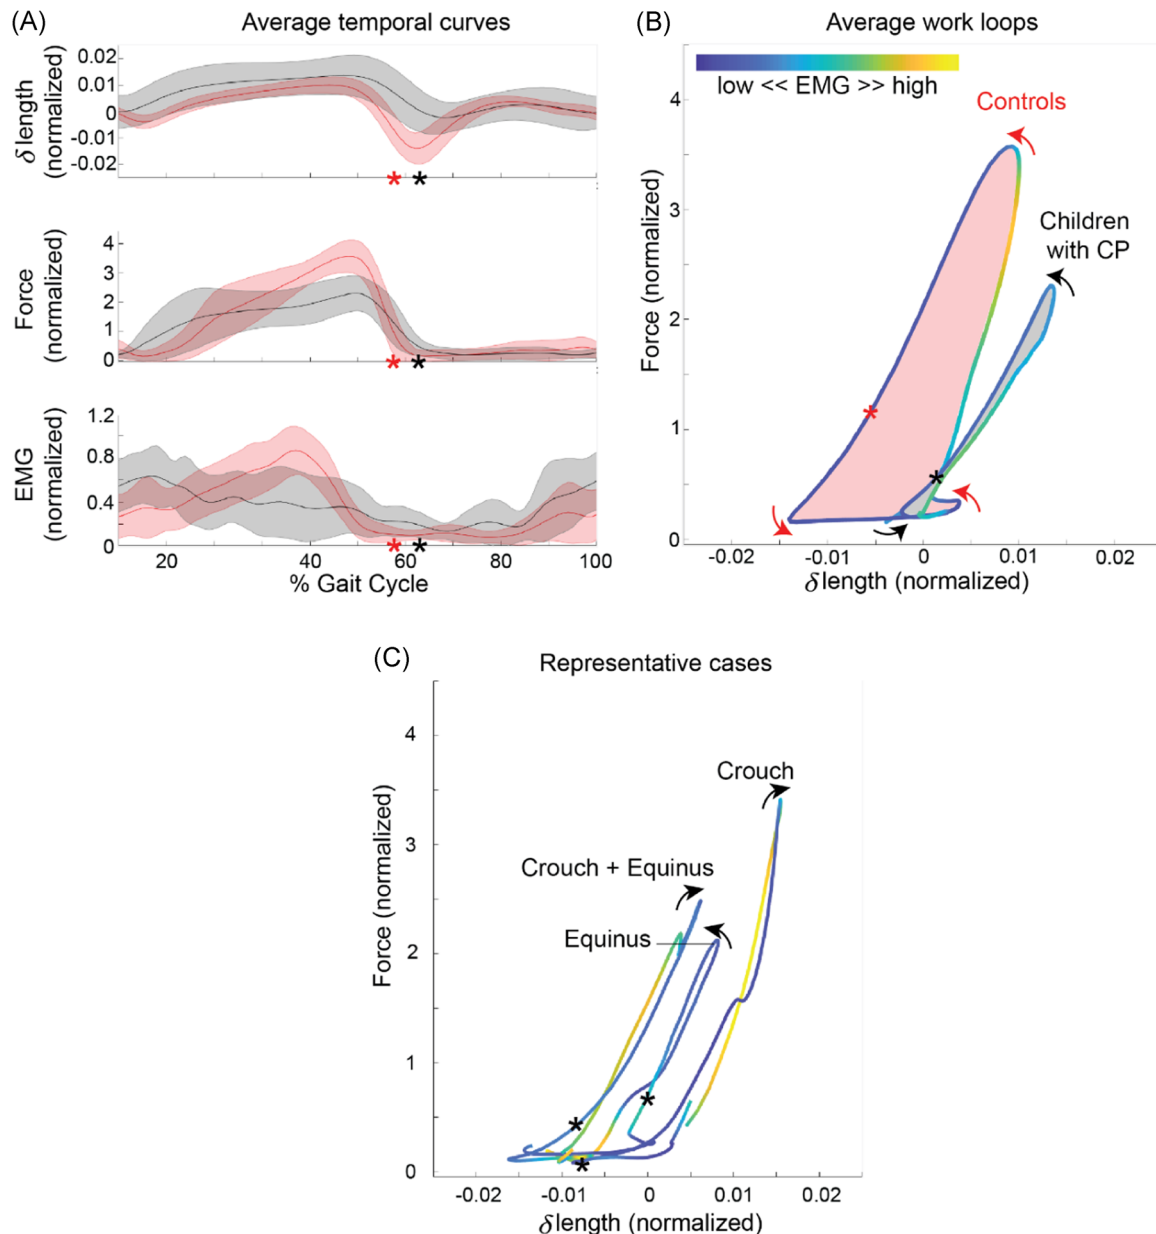 (A) Average temporal curves
δ length
(normalized)
0.02
0.01
0
-0.01
-0.02
* *
Force
(normalized)
4
3
2
1
0
* *
EMG
(normalized)
1.2
0.8
0.4
0
* *
20 40 60 80 100
% Gait Cycle
(B) Average work loops
low << EMG >> high
Controls
Children
with CP
Force (normalized)
4
3
2
1
0
*
*
-0.02 -0.01 0 0.01 0.02
δ length (normalized)
(C) Representative cases
Crouch
Crouch + Equinus
Equinus
Force (normalized)
4
3
2
1
0
*
*
*
-0.02 -0.01 0 0.01 0.02
δ length (normalized)